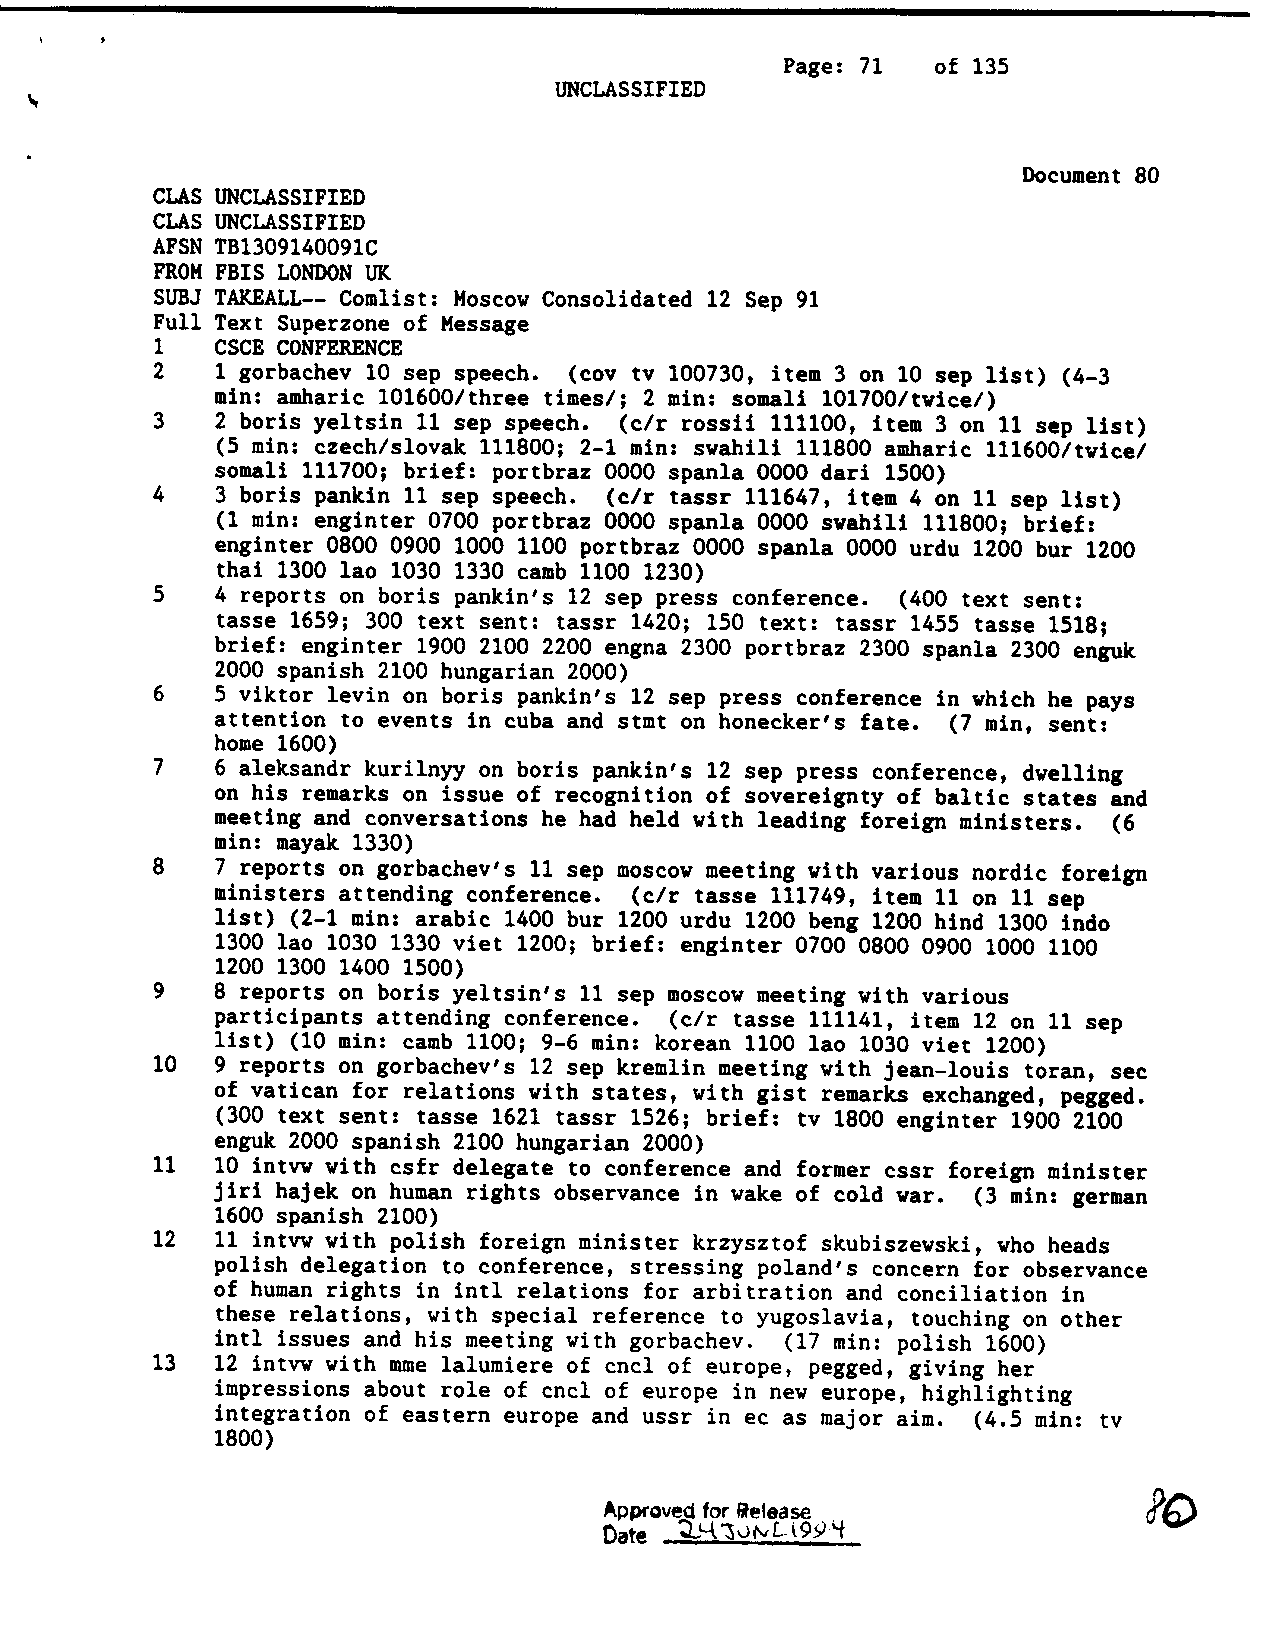 Page: 71 of 135
UNCLASSIFIED
Document 80
CLAS UNCLASSIFIED
CLAS UNCLASSIFIED
AFSN TB1309140091C
FROM FBIS LONDON UK
SUBJ TAKEALL-- Comlist: Moscow Consolidated 12 Sep 91
Full Text Superzone of Message
1 CSCE CONFERENCE
2 1 gorbachev 10 sep speech. (cov tv 100730, item 3 on 10 sep list) (4-3
min: amharic 101600/three times/; 2 min: somali 101700/twice/)
3 2 boris yeltsin 11 sep speech. (c/r rossii 111100, item 3 on 11 sep list)
(5 min: czech/slovak 111800; 2-1 min: swahili 111800 amharic 111600/twice/
somali 111700; brief: portbraz 0000 spanla 0000 dari 1500)
4 3 boris pankin 11 sep speech. (c/r tassr 111647, item 4 on 11 sep list)
(1 min: enginter 0700 portbraz 0000 spanla 0000 swahili 111800; brief:
enginter 0800 0900 1000 1100 portbraz 0000 spanla 0000 urdu 1200 bur 1200
thai 1300 lao 1030 1330 camb 1100 1230)
5 4 reports on boris pankin's 12 sep press conference. (400 text sent:
tasse 1659; 300 text sent: tassr 1420; 150 text: tassr 1455 tasse 1518;
brief: enginter 1900 2100 2200 engna 2300 portbraz 2300 spanla 2300 enguk
2000 spanish 2100 hungarian 2000)
6 5 viktor levin on boris pankin's 12 sep press conference in which he pays
attention to events in cuba and stmt on honecker's fate. (7 min, sent:
home 1600)
7 6 aleksandr kurilnyy on boris pankin's 12 sep press conference, dwelling
on his remarks on issue of recognition of sovereignty of baltic states and
meeting and conversations he had held with leading foreign ministers. (6
min: mayak 1330)
8 7 reports on gorbachev's 11 sep moscow meeting with various nordic foreign
ministers attending conference. (c/r tasse 111749, item 11 on 11 sep
list) (2-1 min: arabic 1400 bur 1200 urdu 1200 beng 1200 hind 1300 indo
1300 lao 1030 1330 viet 1200; brief: enginter 0700 0800 0900 1000 1100
1200 1300 1400 1500)
9 8 reports on boris yeltsin's 11 sep moscow meeting with various
participants attending conference. (c/r tasse 111141, item 12 on 11 sep
list) (10 min: camb 1100; 9-6 min: korean 1100 lao 1030 viet 1200)
10 9 reports on gorbachev's 12 sep kremlin meeting with jean-louis toran, sec
of vatican for relations with states, with gist remarks exchanged, pegged.
(300 text sent: tasse 1621 tassr 1526; brief: tv 1800 enginter 1900 2100
enguk 2000 spanish 2100 hungarian 2000)
11 10 intvw with csfr delegate to conference and former cssr foreign minister
jiri hajek on human rights observance in wake of cold war. (3 min: german
1600 spanish 2100)
12 11 intvw with polish foreign minister krzysztof skubiszewski, who heads
polish delegation to conference, stressing poland's concern for observance
of human rights in intl relations for arbitration and conciliation in
these relations, with special reference to yugoslavia, touching on other
intl issues and his meeting with gorbachev. (17 min: polish 1600)
13 12 intvw with mme lalumiere of cncl of europe, pegged, giving her
impressions about role of cncl of europe in new europe, highlighting
integration of eastern europe and ussr in ec as major aim. (4.5 min: tv
1800)
Approved for Release
Date 24 JUNE 1994
80